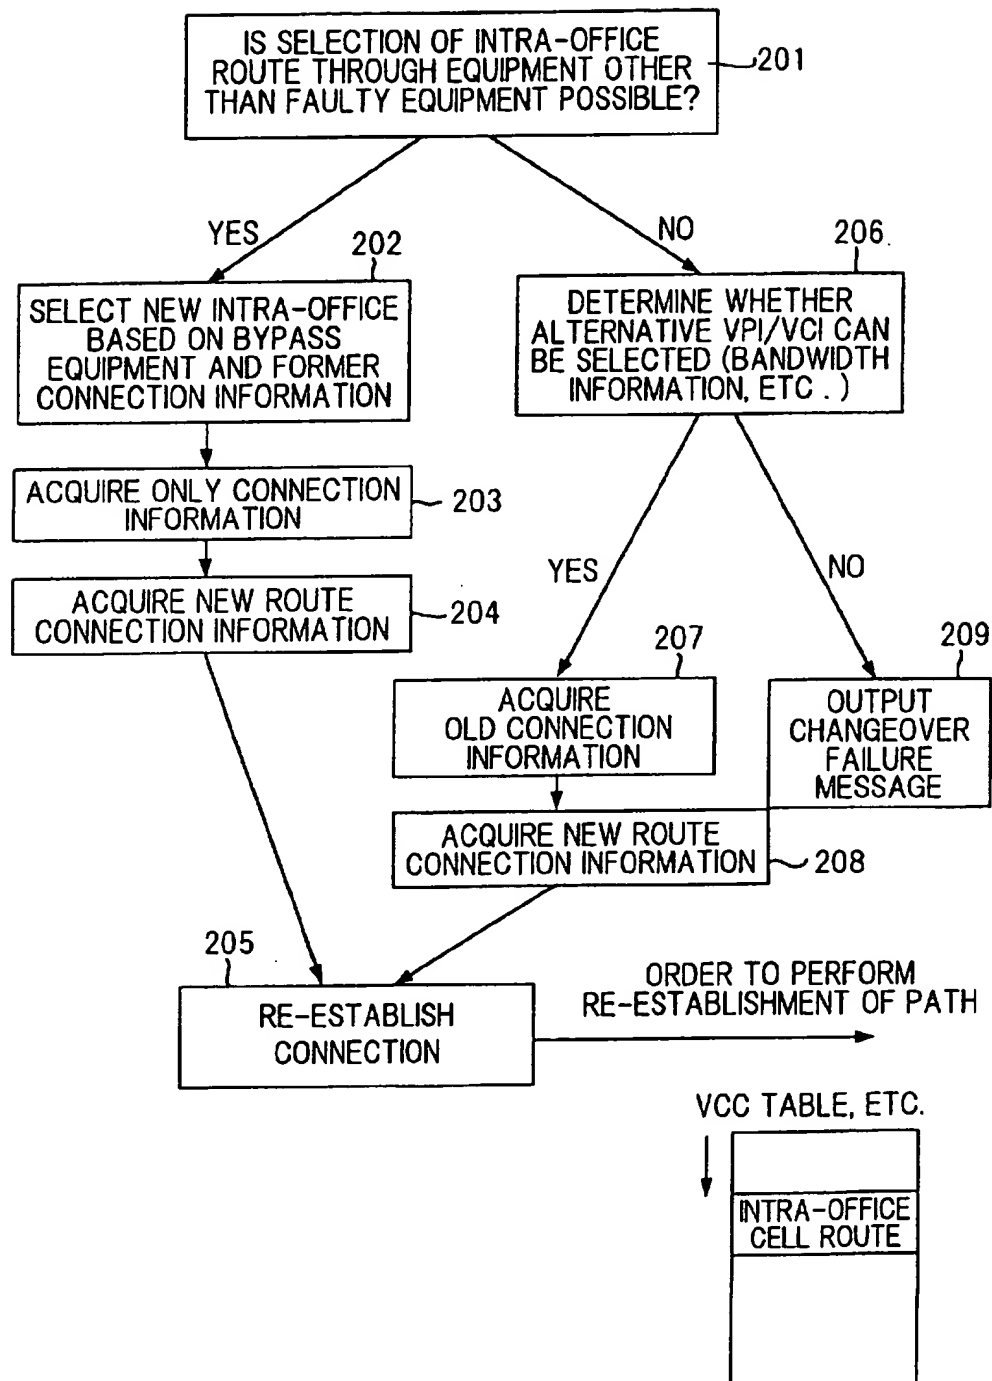 IS SELECTION OF INTRA-OFFICE
ROUTE THROUGH EQUIPMENT OTHER
THAN FAULTY EQUIPMENT POSSIBLE?
201
YES
NO
202
SELECT NEW INTRA-OFFICE
BASED ON BYPASS
EQUIPMENT AND FORMER
CONNECTION INFORMATION
206
DETERMINE WHETHER
ALTERNATIVE VPI/VCI CAN
BE SELECTED (BANDWIDTH
INFORMATION, ETC.)
ACQUIRE ONLY CONNECTION
INFORMATION
203
ACQUIRE NEW ROUTE
CONNECTION INFORMATION
204
YES
NO
207
ACQUIRE
OLD CONNECTION
INFORMATION
209
OUTPUT
CHANGEOVER
FAILURE
MESSAGE
ACQUIRE NEW ROUTE
CONNECTION INFORMATION
208
205
RE-ESTABLISH
CONNECTION
ORDER TO PERFORM
RE-ESTABLISHMENT OF PATH
VCC TABLE, ETC.
INTRA-OFFICE
CELL ROUTE